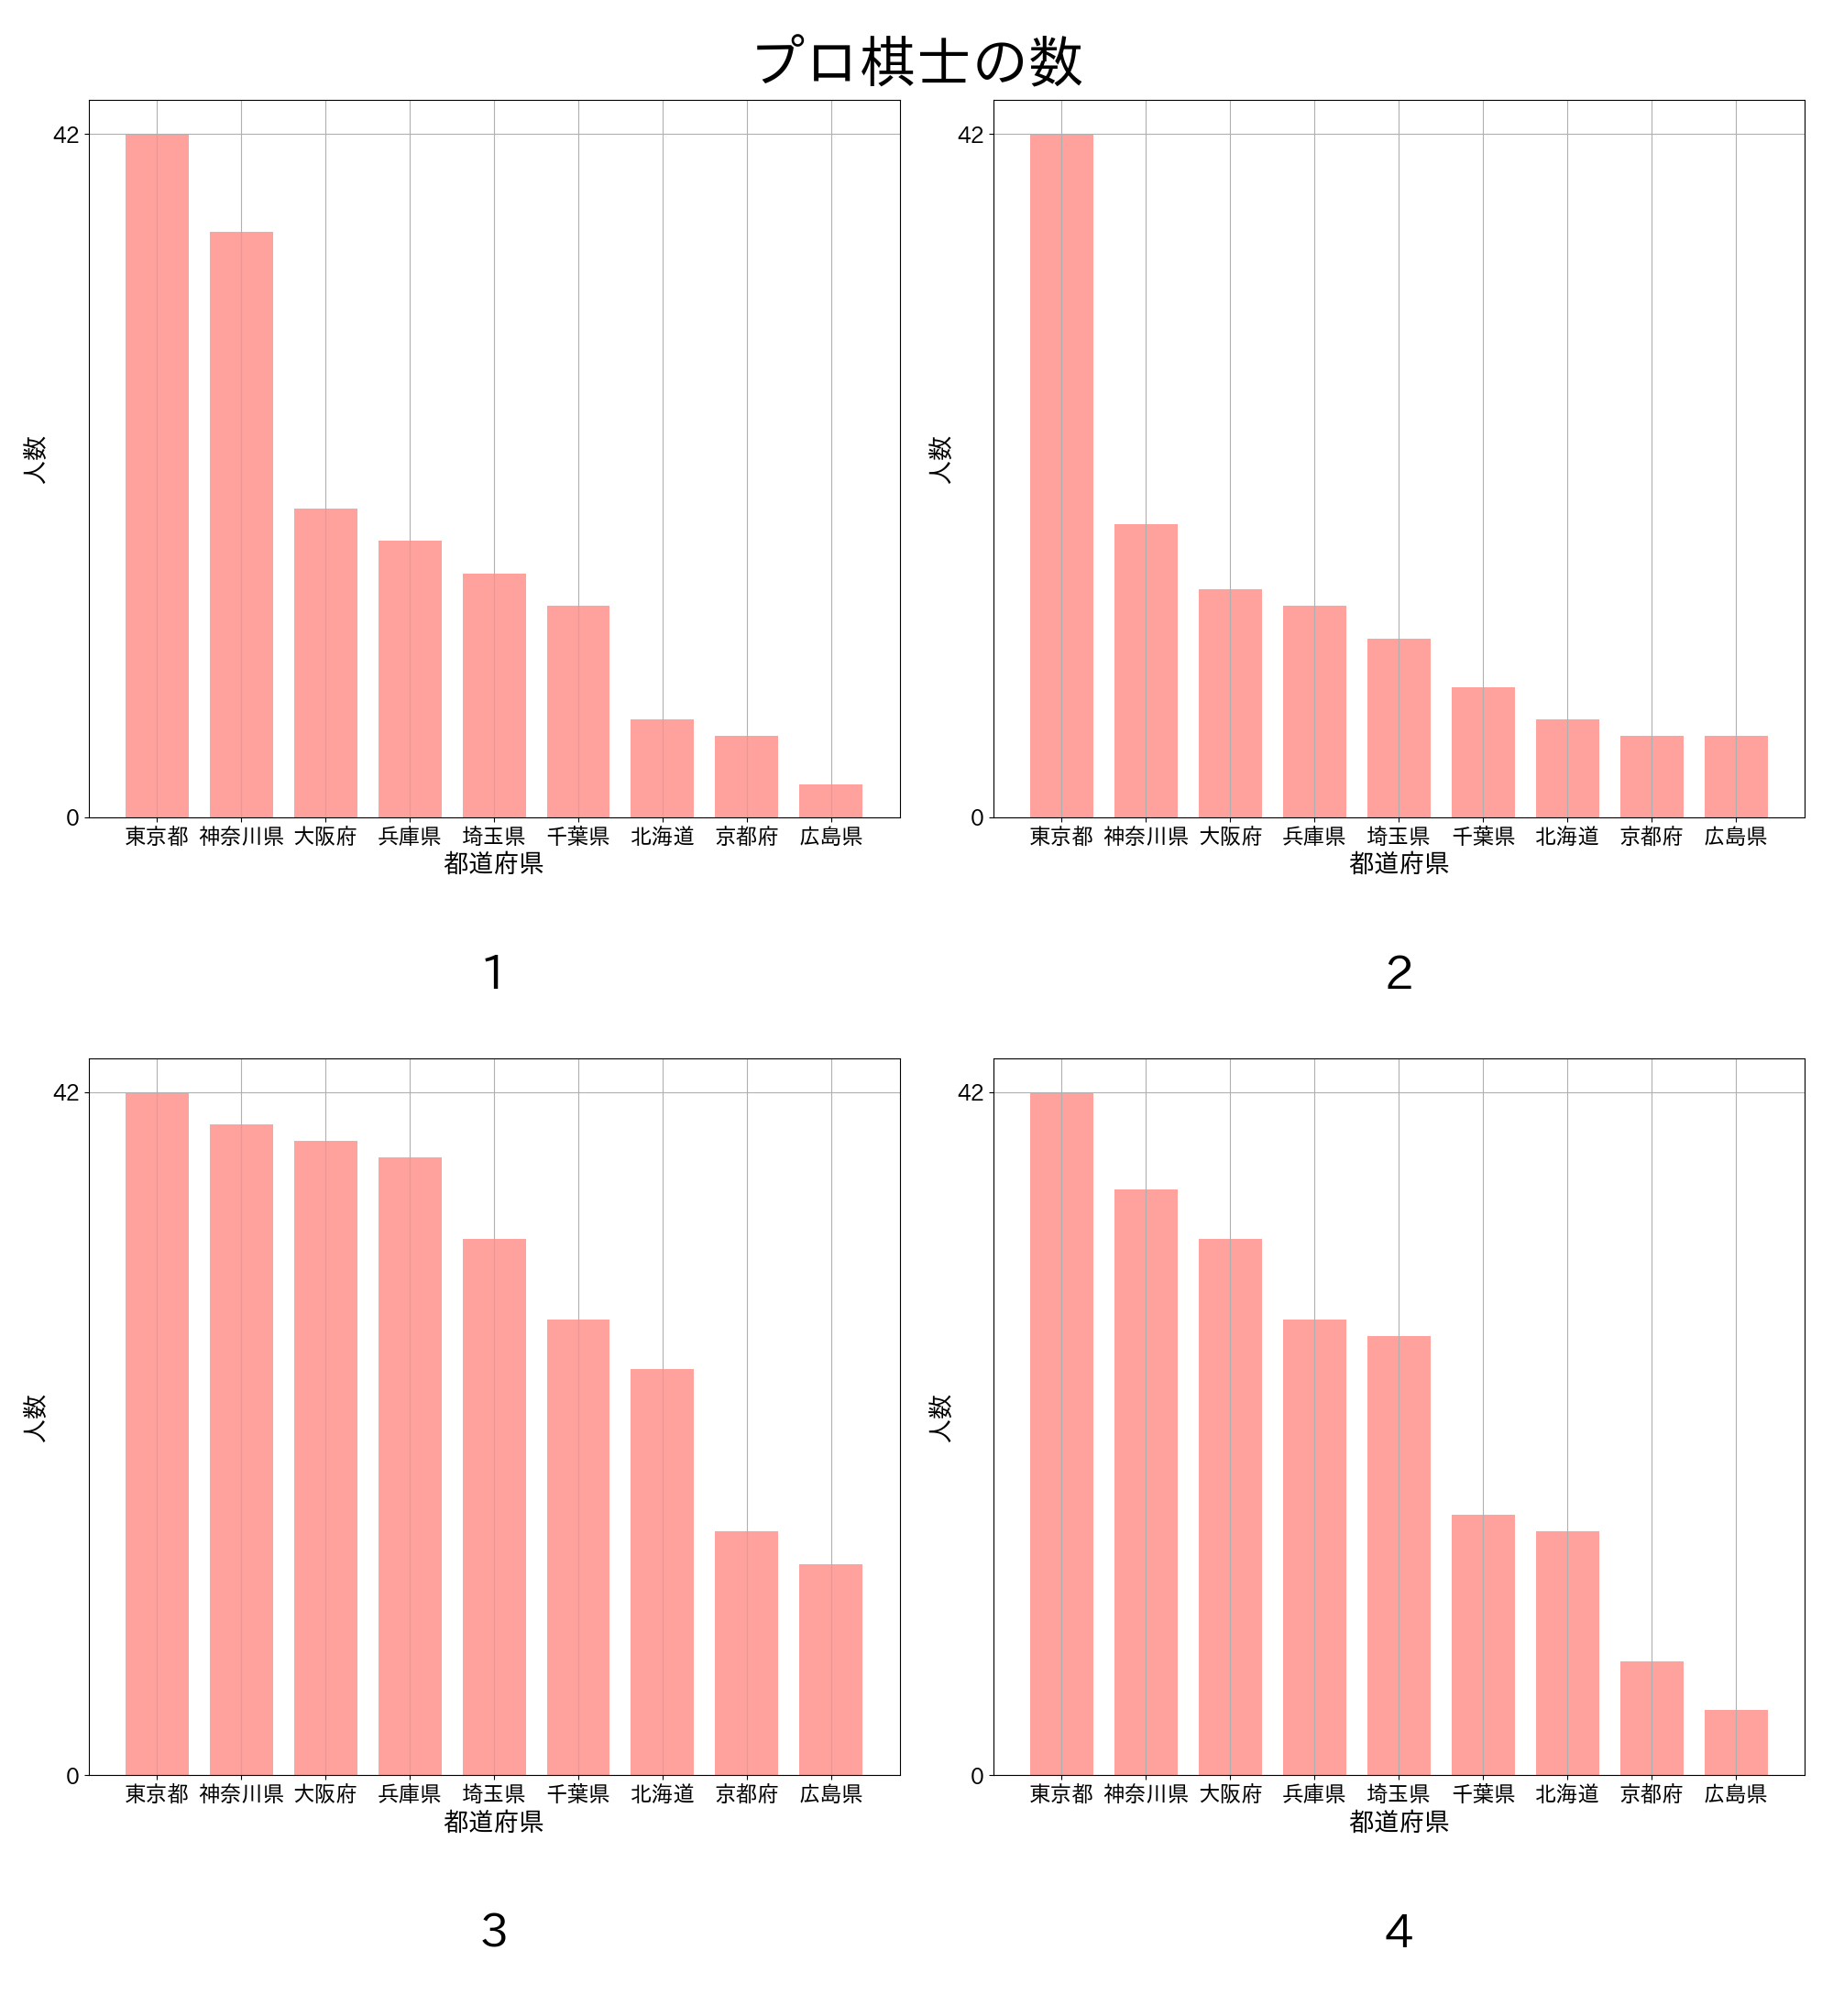 プロ棋士の数
42
0
人数
東京都 神奈川県 大阪府 兵庫県 埼玉県 千葉県 北海道 京都府 広島県
都道府県
1
42
0
人数
東京都 神奈川県 大阪府 兵庫県 埼玉県 千葉県 北海道 京都府 広島県
都道府県
2
42
0
人数
東京都 神奈川県 大阪府 兵庫県 埼玉県 千葉県 北海道 京都府 広島県
都道府県
3
42
0
人数
東京都 神奈川県 大阪府 兵庫県 埼玉県 千葉県 北海道 京都府 広島県
都道府県
4